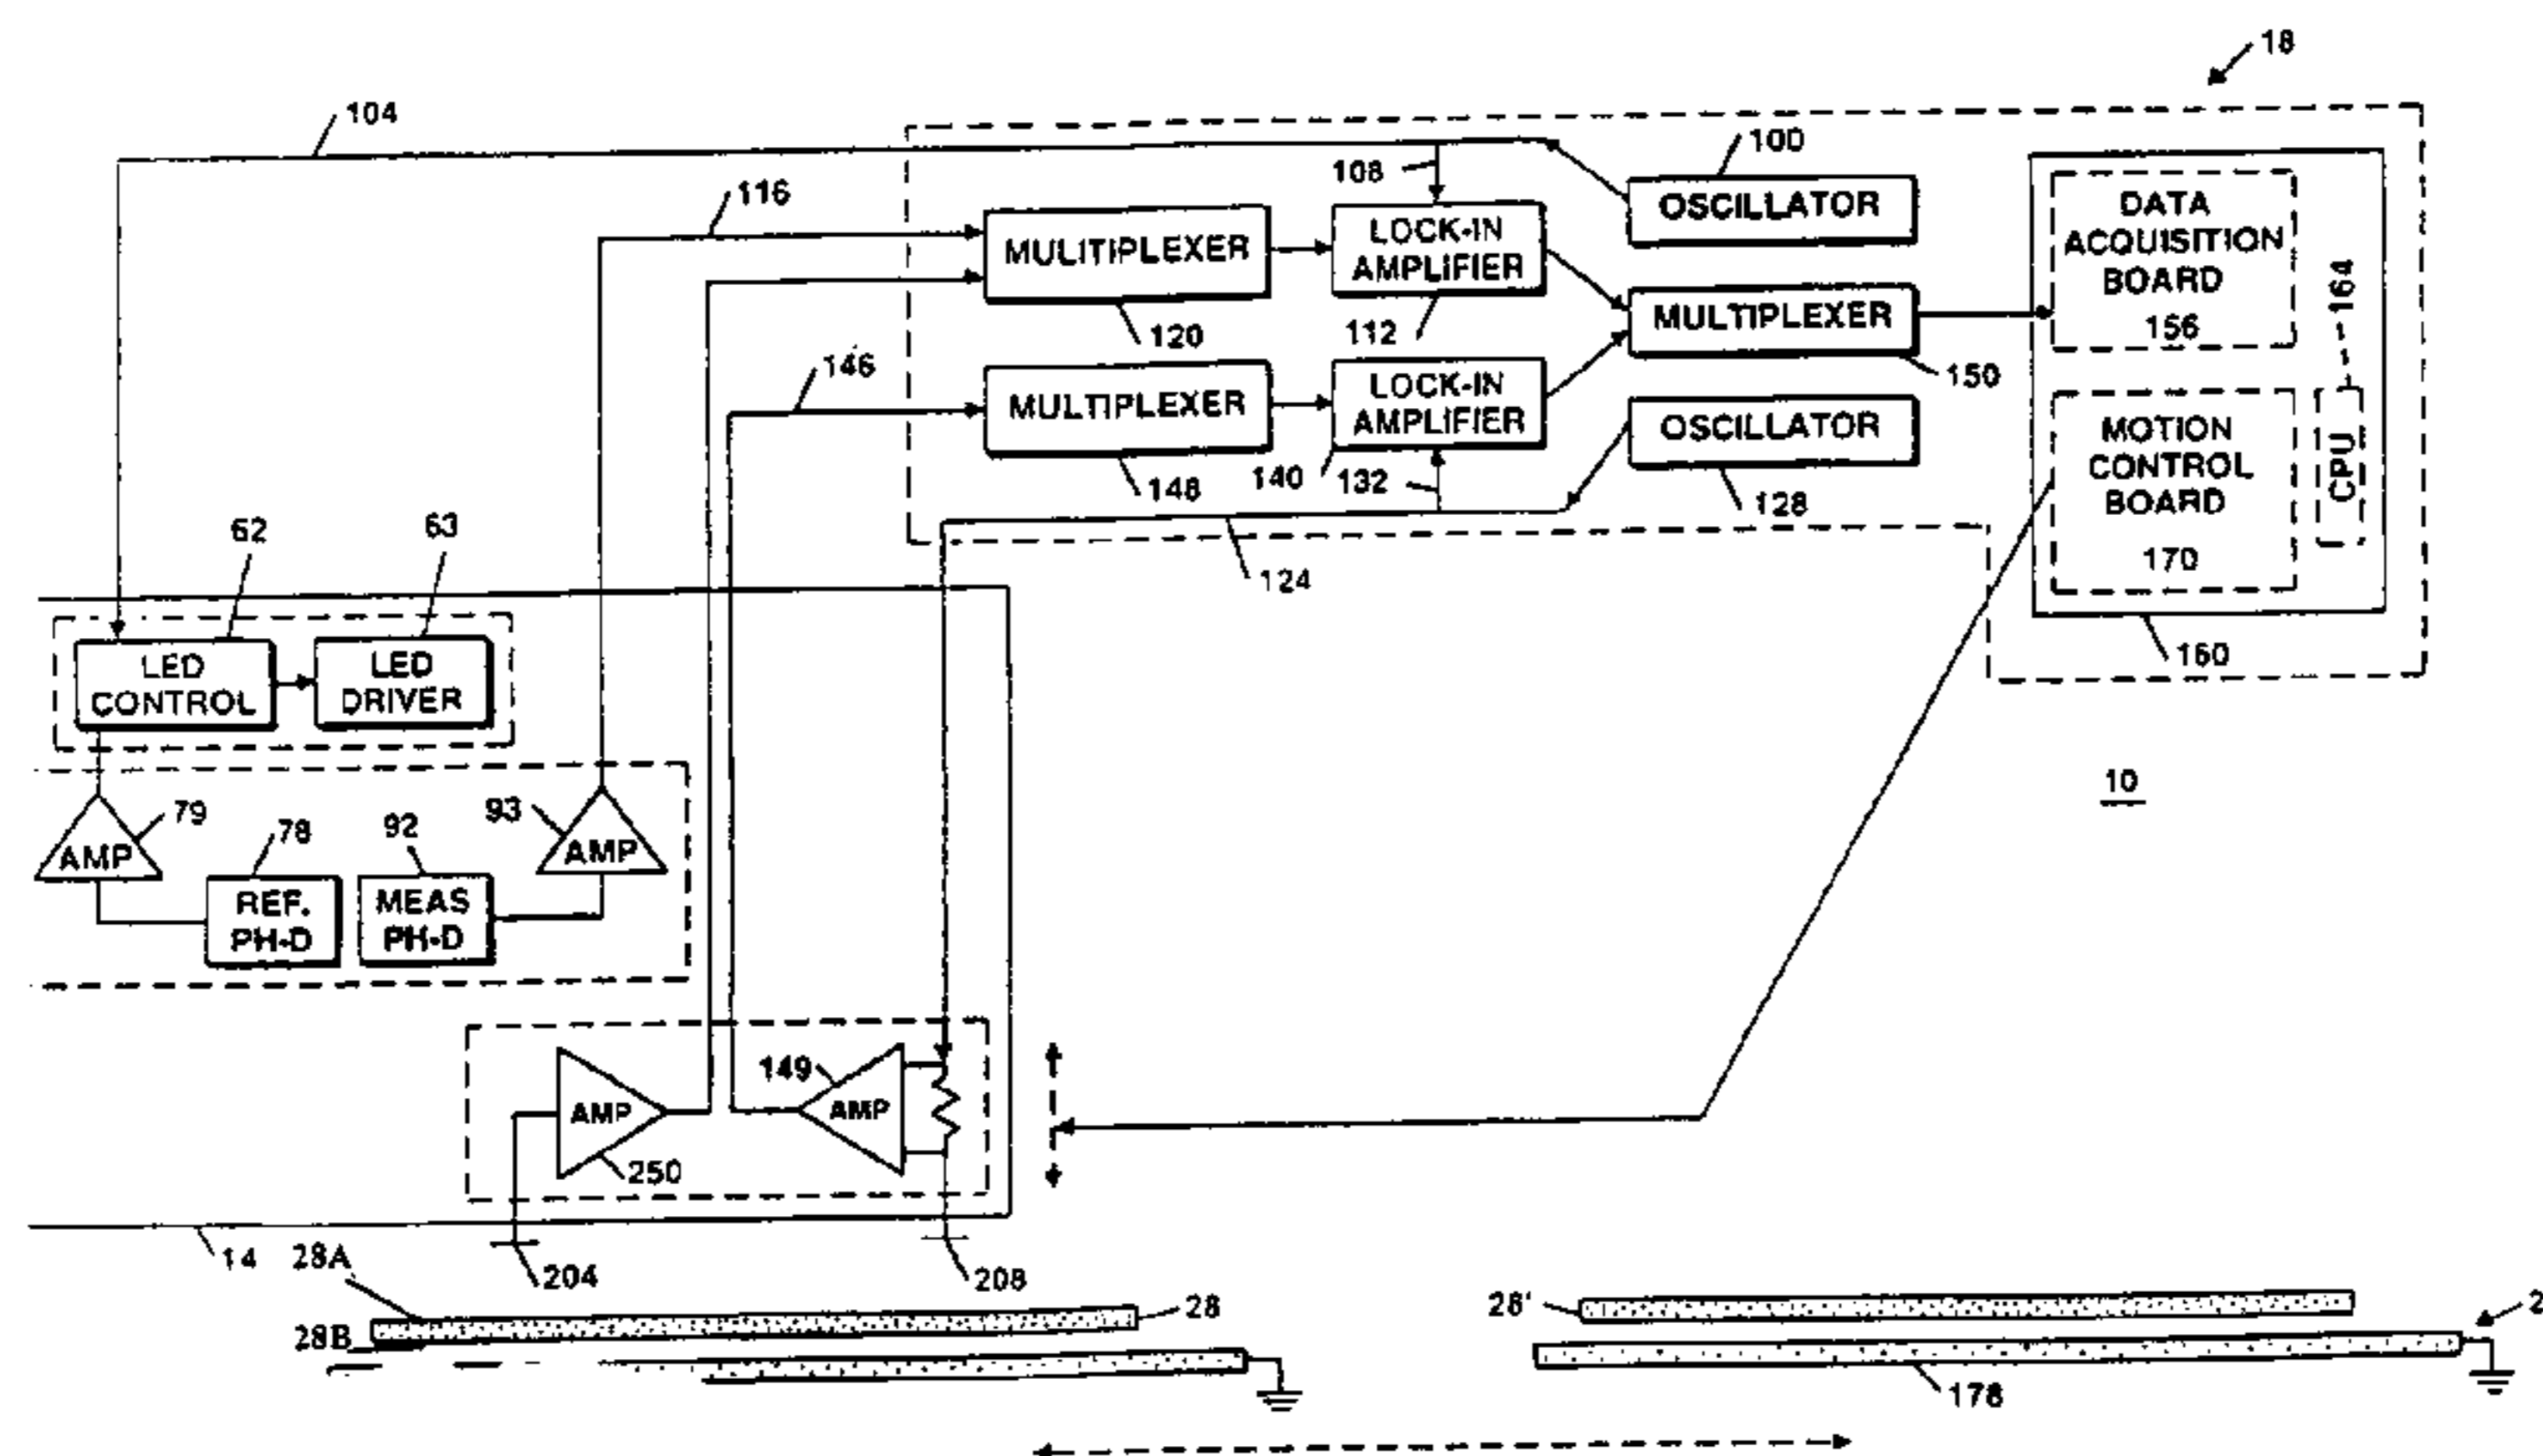 18
104
100
116
108
OSCILLATOR
DATA
ACQUISITION
BOARD
156
MULITIPLEXER
LOCK-IN
AMPLIFIER
164
120
112
MULTIPLEXER
150
146
MULTIPLEXER
LOCK-IN
AMPLIFIER
OSCILLATOR
MOTION
CONTROL
BOARD
170
CPU
148
140
132
128
124
160
62
63
LED
CONTROL
LED
DRIVER
10
79
AMP
78
92
93
AMP
REF.
PH-D
MEAS
PH-D
AMP
250
149
AMP
14
28A
204
208
28
28'
2
28B
178